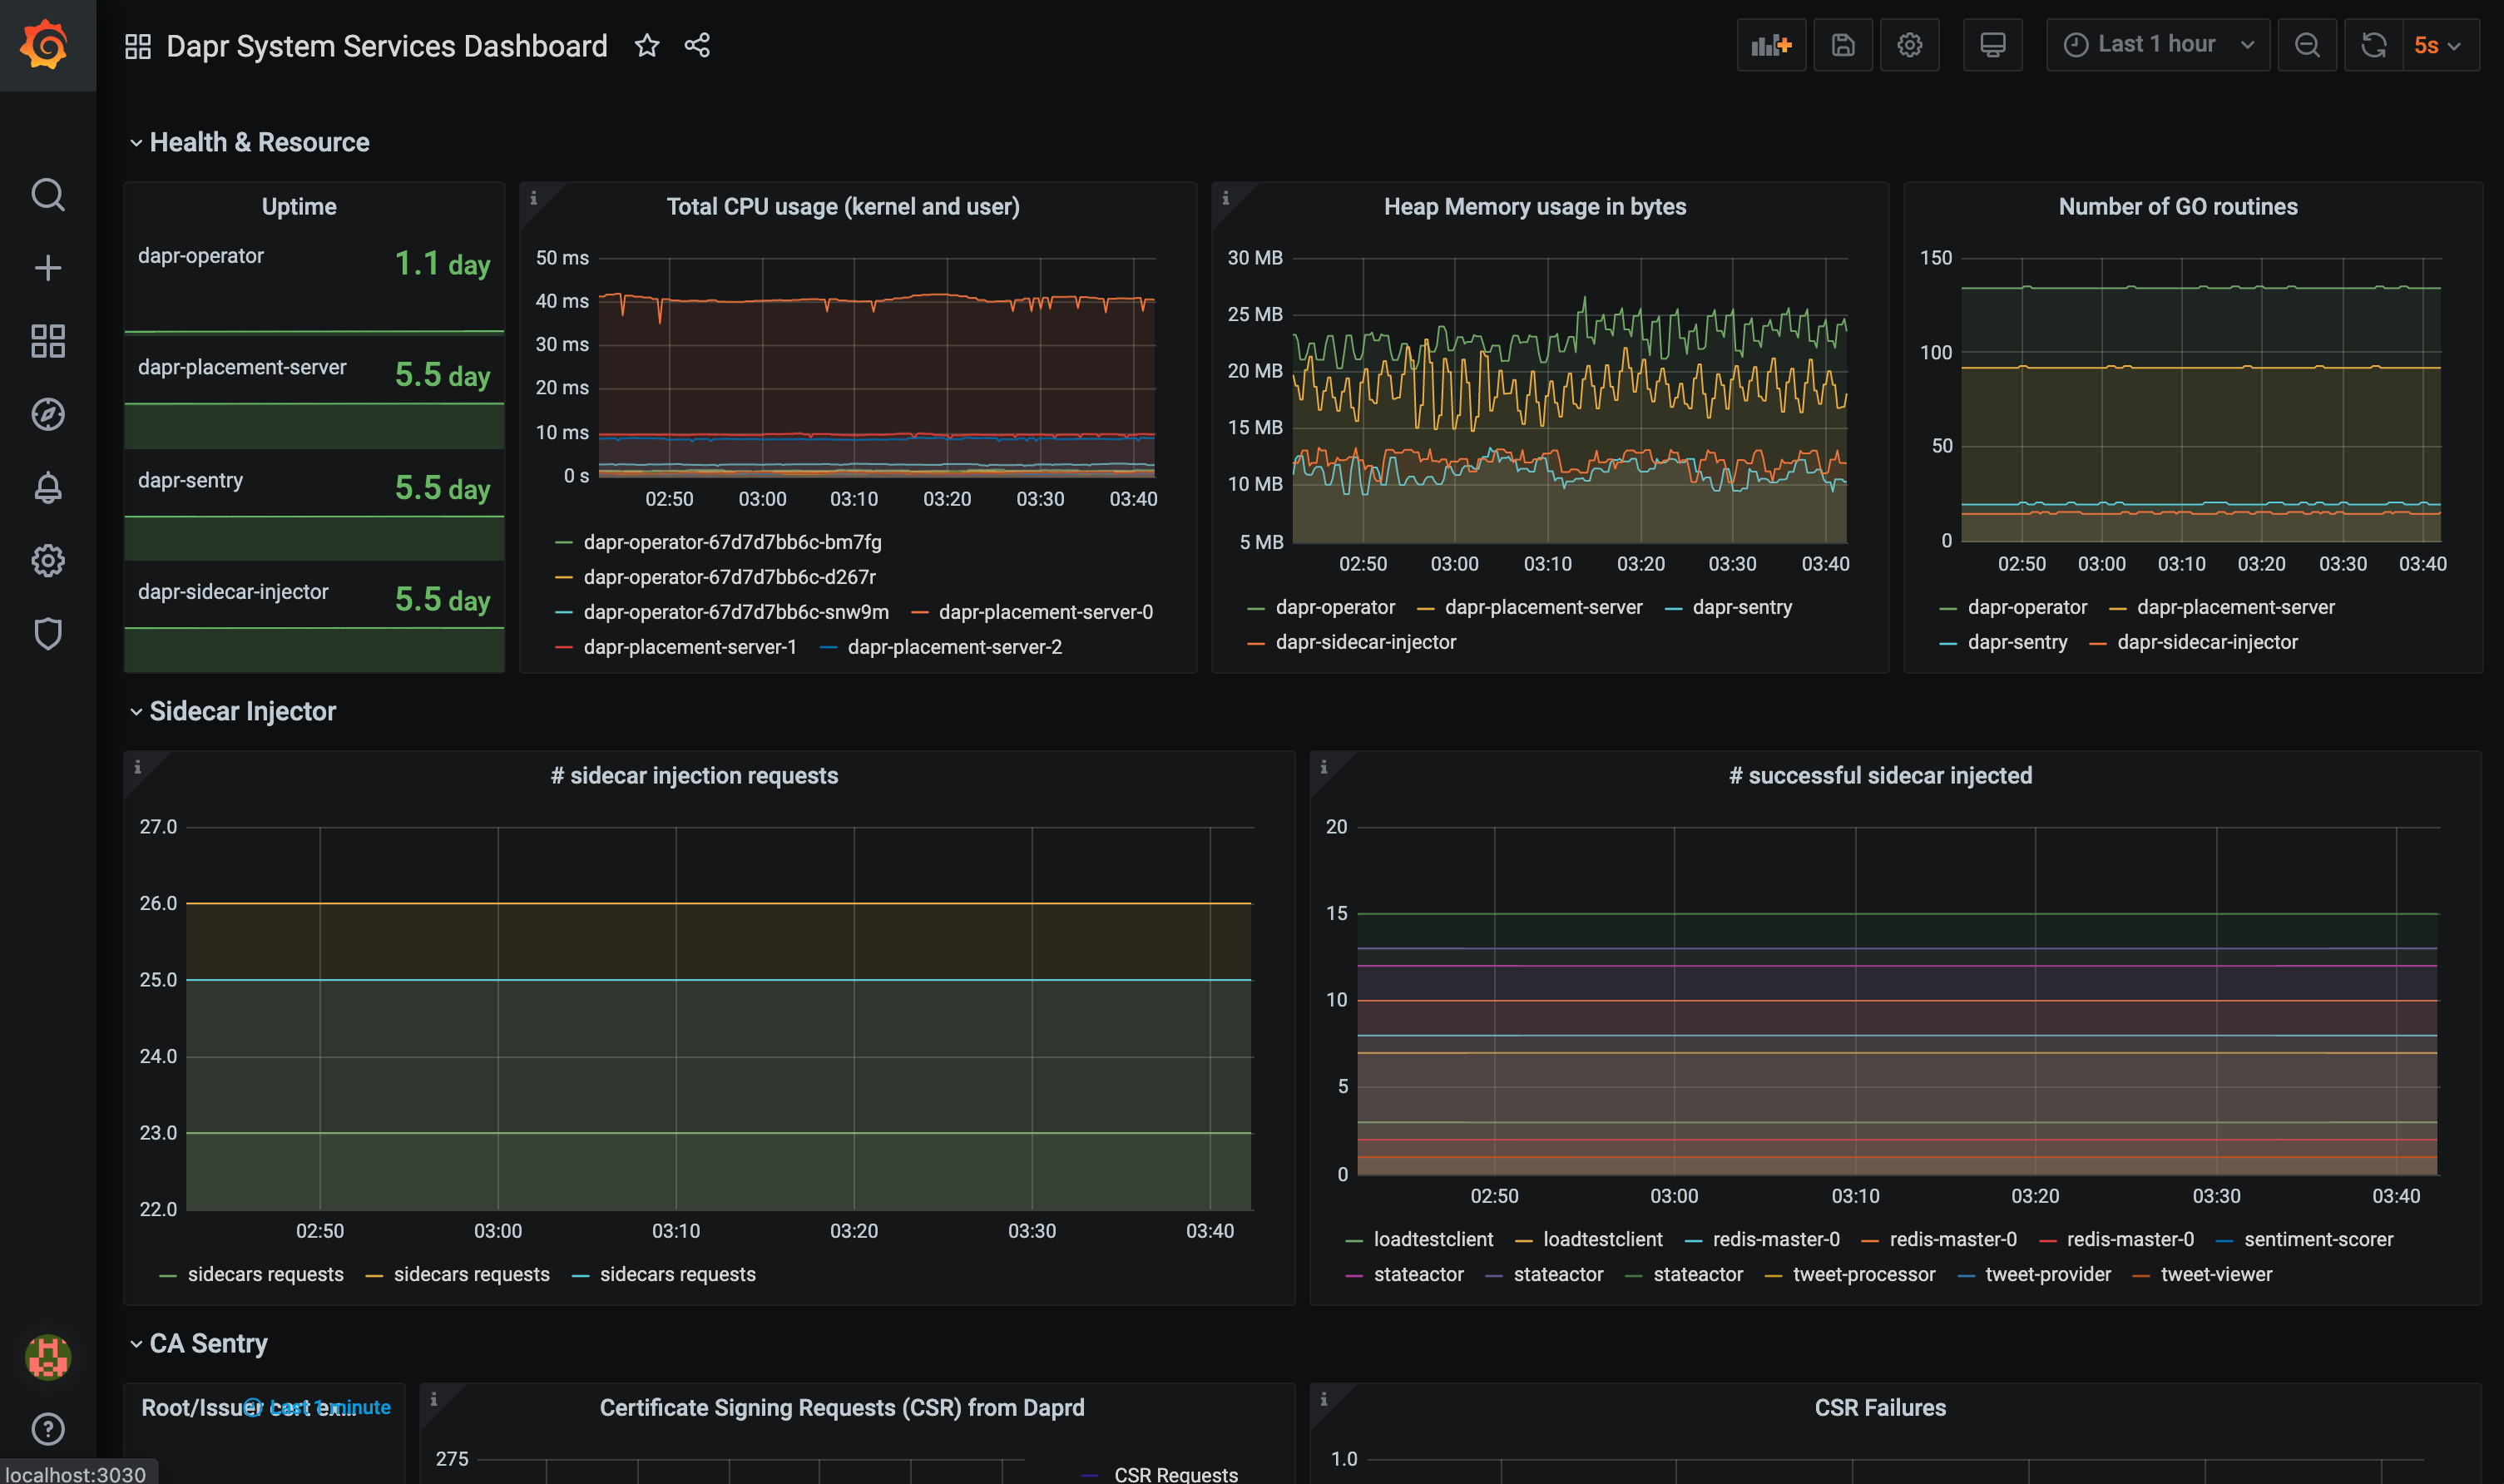 Dapr System Services Dashboard
Last 1 hour
5s
Health & Resource
Uptime
dapr-operator
1.1 day
dapr-placement-server
5.5 day
dapr-sentry
5.5 day
dapr-sidecar-injector
5.5 day
i
Total CPU usage (kernel and user)
50 ms
40 ms
30 ms
20 ms
10 ms
0 s
02:50 03:00 03:10 03:20 03:30 03:40
dapr-operator-67d7d7bb6c-bm7fg
dapr-operator-67d7d7bb6c-d267r
dapr-operator-67d7d7bb6c-snw9m dapr-placement-server-0
dapr-placement-server-1 dapr-placement-server-2
i
Heap Memory usage in bytes
30 MB
25 MB
20 MB
15 MB
10 MB
5 MB
02:50 03:00 03:10 03:20 03:30 03:40
dapr-operator dapr-placement-server dapr-sentry
dapr-sidecar-injector
Number of GO routines
150
100
50
0
02:50 03:00 03:10 03:20 03:30 03:40
dapr-operator dapr-placement-server
dapr-sentry dapr-sidecar-injector
Sidecar Injector
i
# sidecar injection requests
27.0
26.0
25.0
24.0
23.0
22.0
02:50 03:00 03:10 03:20 03:30 03:40
sidecars requests sidecars requests sidecars requests
i
# successful sidecar injected
20
15
10
5
0
02:50 03:00 03:10 03:20 03:30 03:40
loadtestclient loadtestclient redis-master-0 redis-master-0 redis-master-0 sentiment-scorer
stateactor stateactor stateactor tweet-processor tweet-provider tweet-viewer
CA Sentry
Root/Issuer cert ex...
Last 1 minute
i
Certificate Signing Requests (CSR) from Daprd
275
CSR Requests
i
CSR Failures
1.0
localhost:3030